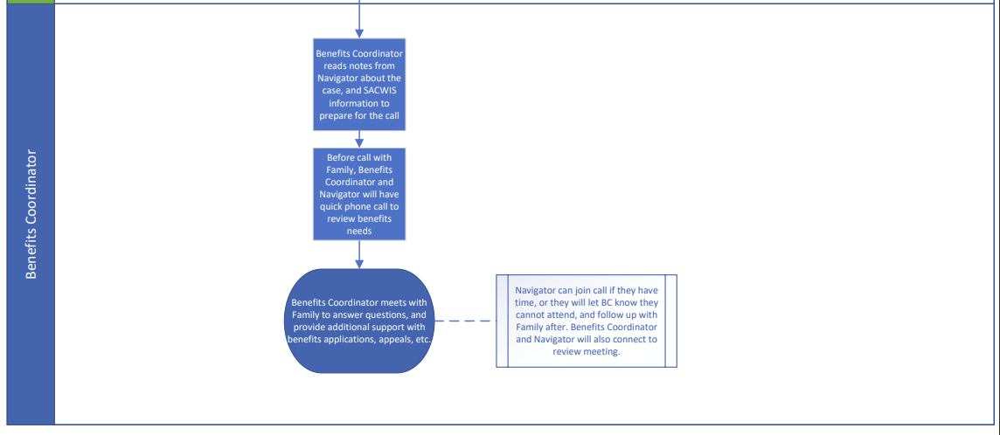 Benefits Coordinator
Benefits Coordinator
reads notes from
Navigator about the
case, and SACWIS
information to
prepare for the call
Before call with
Family, Benefits
Coordinator and
Navigator will have
quick phone call to
review benefits
needs
Benefits Coordinator meets with
Family to answer questions, and
provide additional support with
benefits applications, appeals, etc.
Navigator can join call if they have
time, or they will let BC know they
cannot attend, and follow up with
Family after. Benefits Coordinator
and Navigator will also connect to
review meeting.